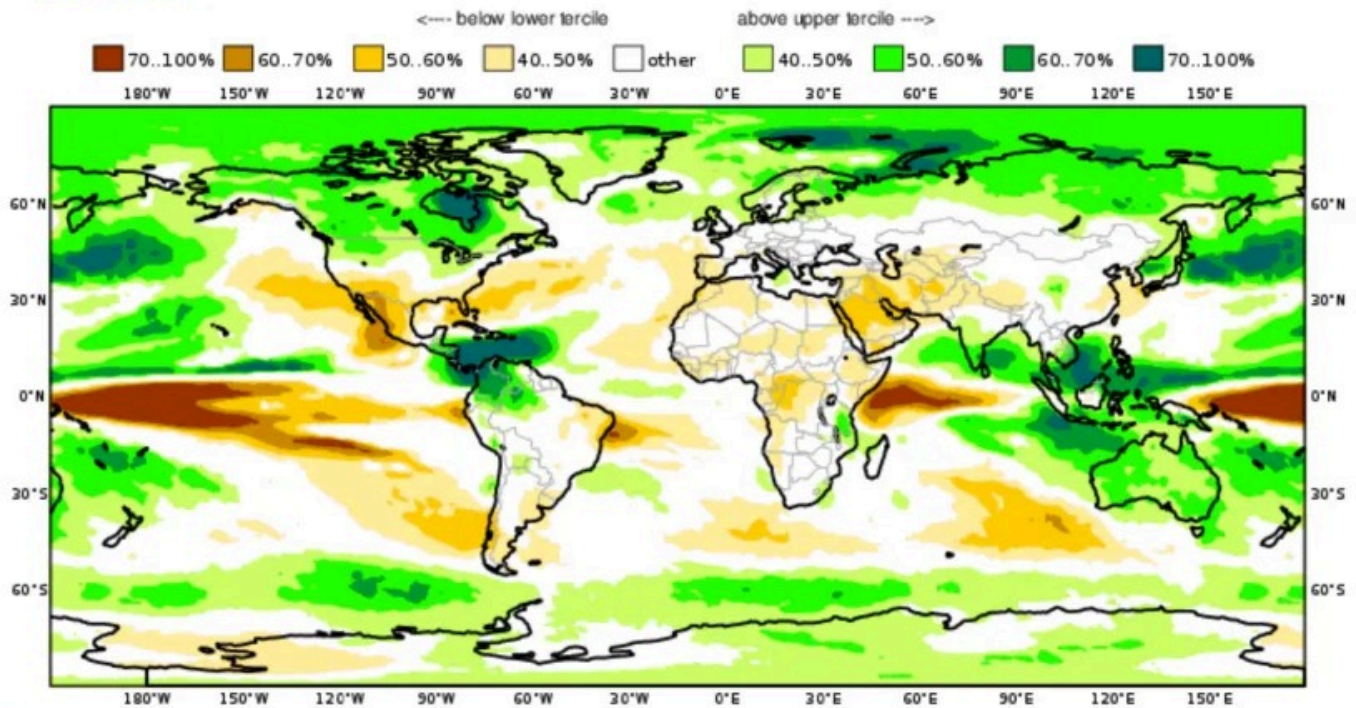 <---- below lower tercile above upper tercile ---->
70..100% 60..70% 50..60% 40..50% other 40..50% 50..60% 60..70% 70..100%
180°W 150°W 120°W 90°W 60°W 30°W 0°E 30°E 60°E 90°E 120°E 150°E
60°N 60°N
30°N 30°N
0°N 0°N
30°S 30°S
60°S 60°S
180°W 150°W 120°W 90°W 60°W 30°W 0°E 30°E 60°E 90°E 120°E 150°E